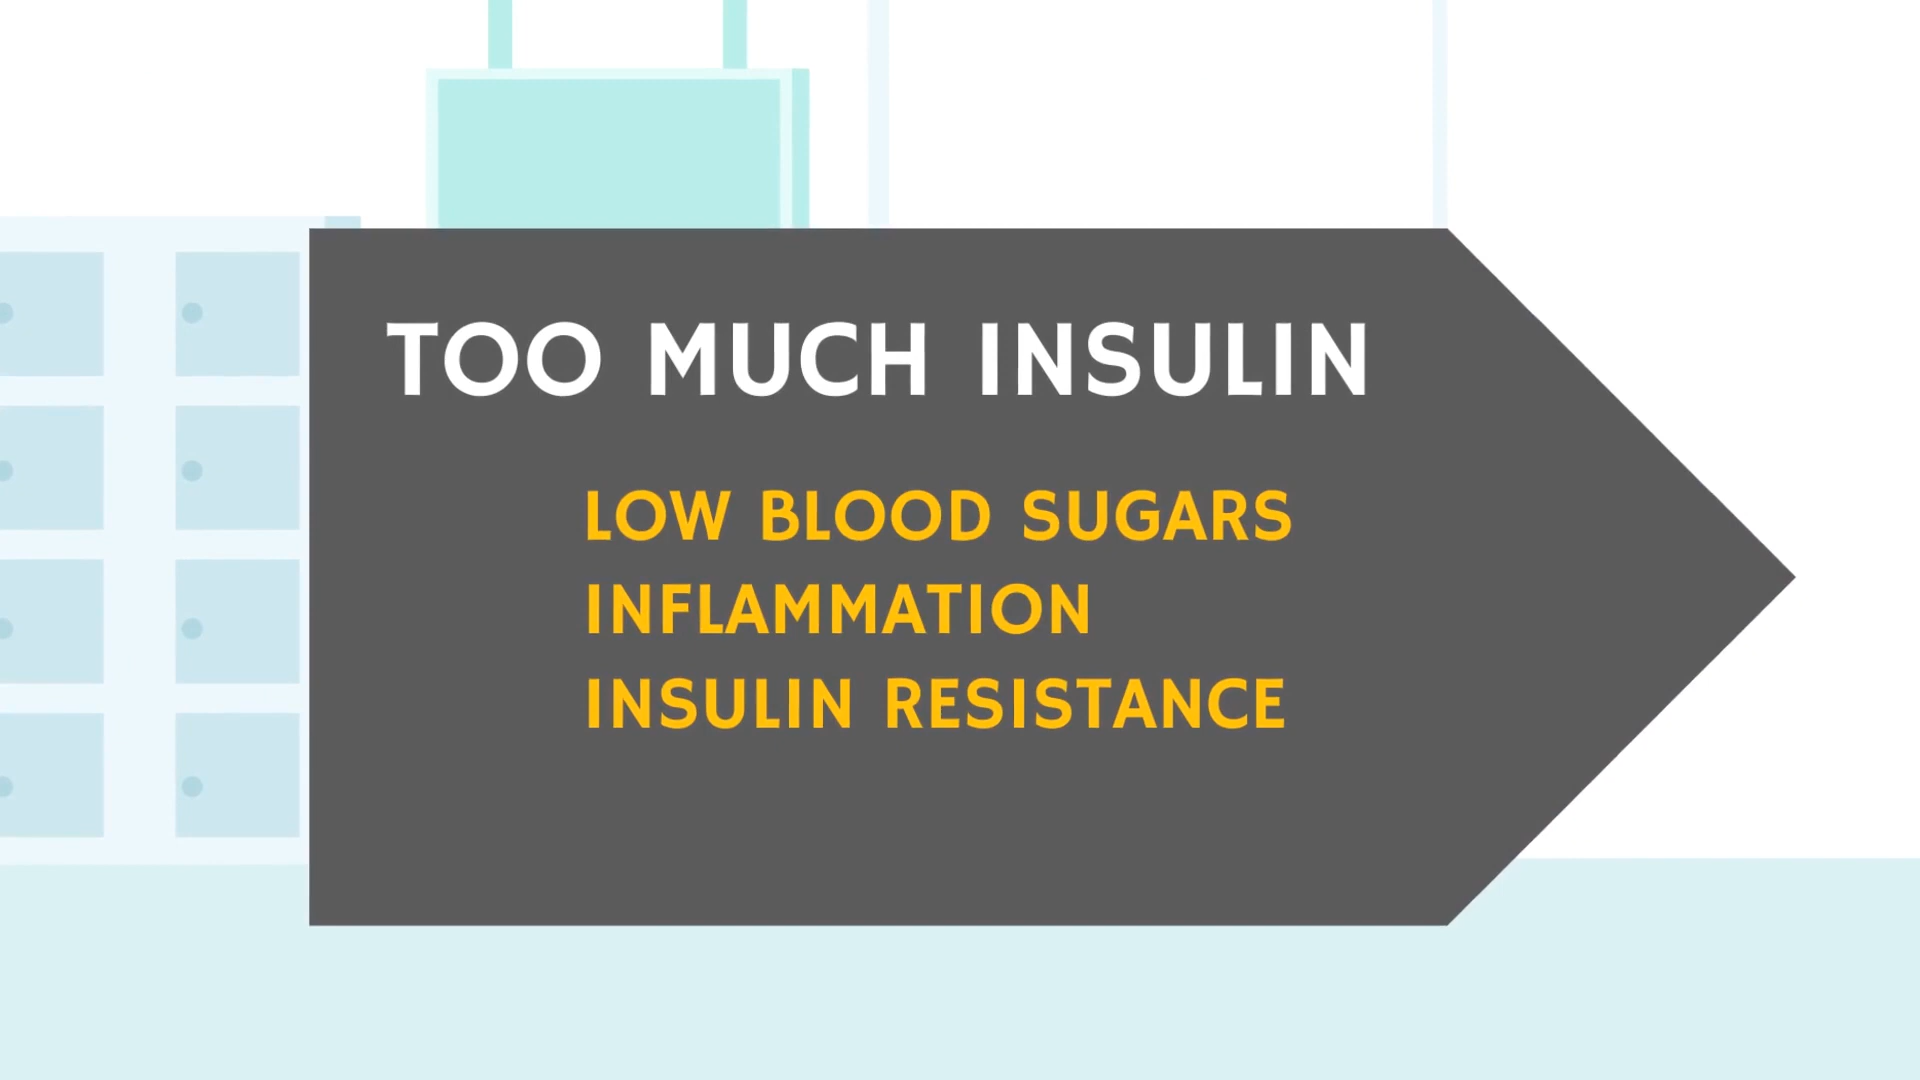 TOO MUCH INSULIN
LOW BLOOD SUGARS
INFLAMMATION
INSULIN RESISTANCE